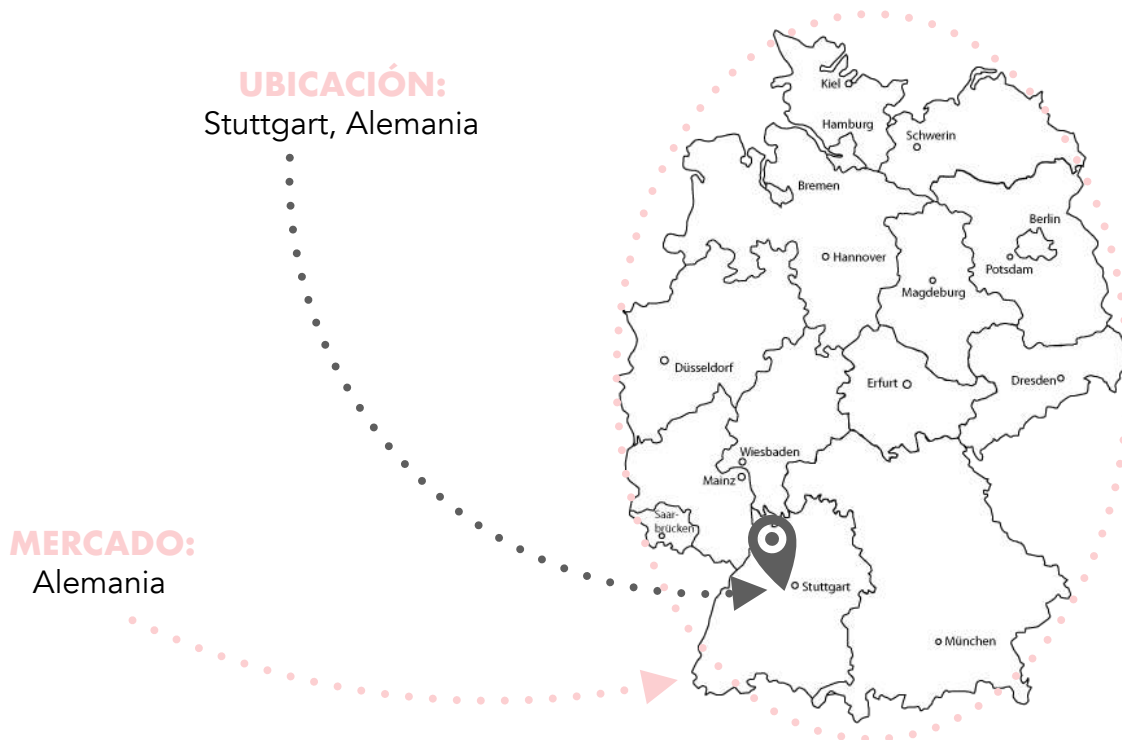 UBICACIÓN:
Stuttgart, Alemania
MERCADO:
Alemania
Kiel
Hamburg
Schwerin
Bremen
Berlin
Hannover
Potsdam
Magdeburg
Düsseldorf
Erfurt
Dresden
Wiesbaden
Mainz
Saar-
brücken
Stuttgart
München